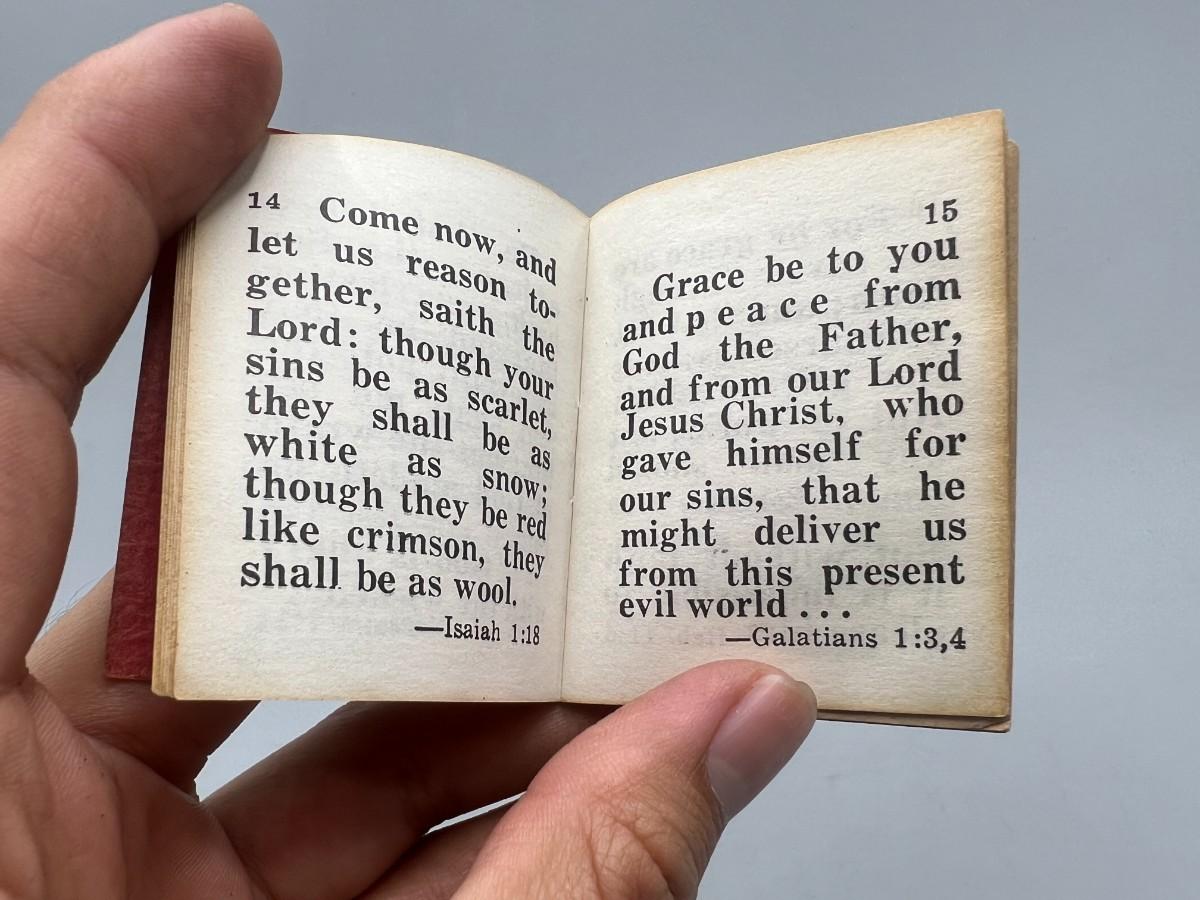 14 Come now, and
let us reason to-
gether, saith the
Lord: though your
sins be as scarlet,
they shall be as
white as snow;
though they be red
like crimson, they
shall be as wool.
—Isaiah 1:18
15
Grace be to you
and peace from
God the Father,
and from our Lord
Jesus Christ, who
gave himself for
our sins, that he
might deliver us
from this present
evil world . . .
—Galatians 1:3,4